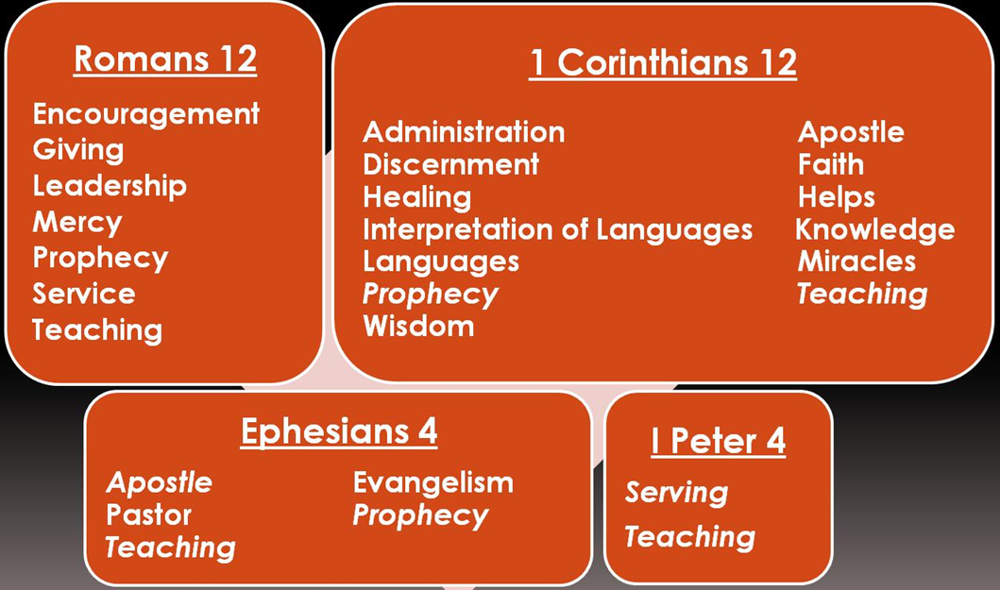 Romans 12
Encouragement
Giving
Leadership
Mercy
Prophecy
Service
Teaching
1 Corinthians 12
Administration
Discernment
Healing
Interpretation of Languages
Languages
Prophecy
Wisdom
Apostle
Faith
Helps
Knowledge
Miracles
Teaching
Ephesians 4
Apostle
Pastor
Teaching
Evangelism
Prophecy
I Peter 4
Serving
Teaching